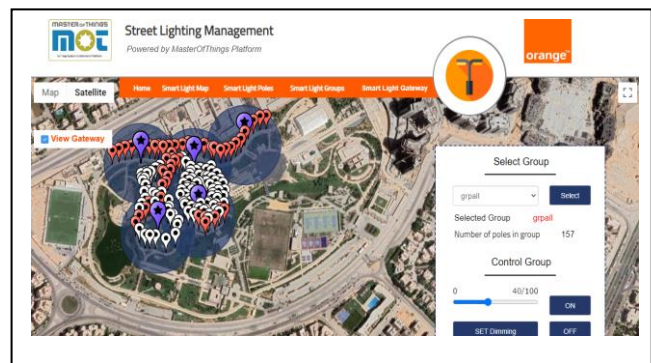 MASTER OF THINGS
MOT
Street Lighting Management
Powered by MasterOfThings Platform
orange™
Map Satellite
Home Smart Light Map Smart Light Poles Smart Light Groups Smart Light Gateway
View Gateway
Select Group
grpall Select
Selected Group grpall
Number of poles in group 157
Control Group
0 40/100
ON
SET Dimming OFF